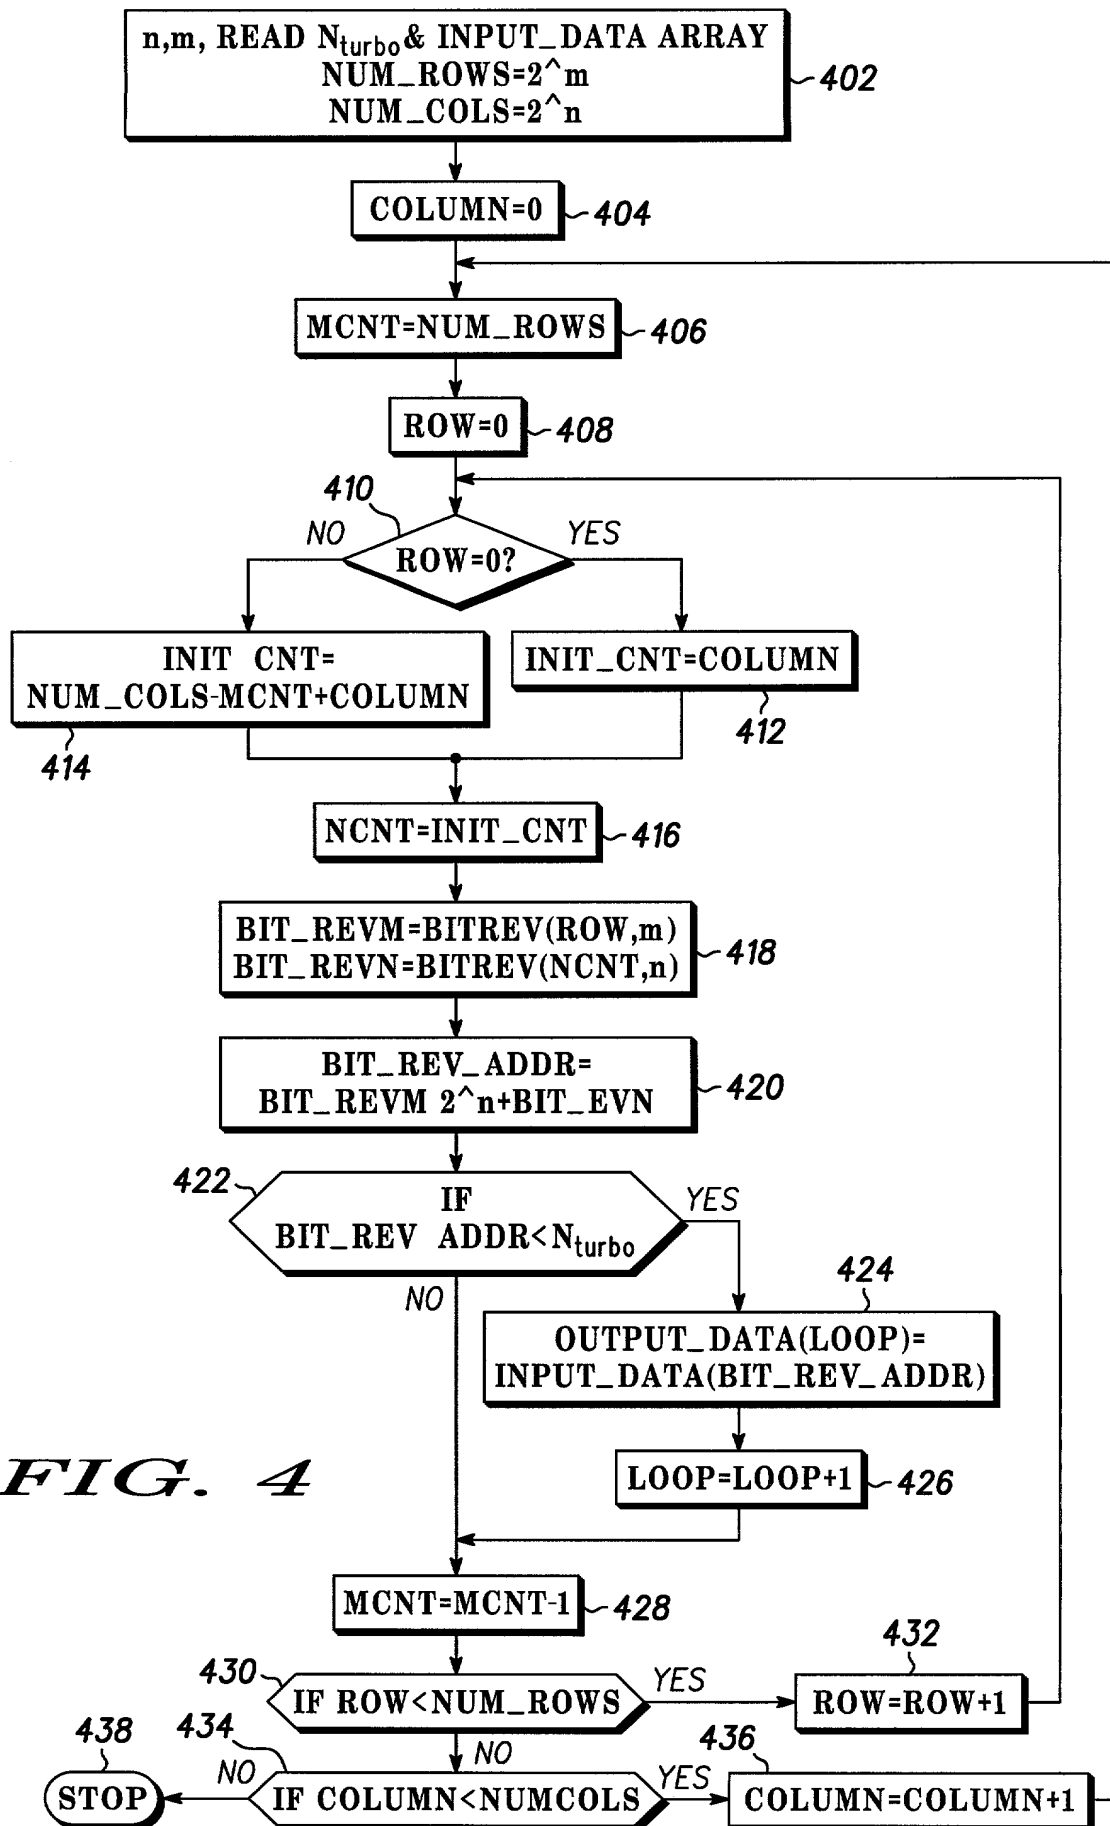 n,m, READ Nturbo& INPUT_DATA ARRAY
NUM_ROWS=2^m
NUM_COLS=2^n
402
COLUMN=0
404
MCNT=NUM_ROWS
406
ROW=0
408
410
NO
YES
ROW=0?
INIT CNT=
NUM_COLS-MCNT+COLUMN
414
INIT_CNT=COLUMN
412
NCNT=INIT_CNT
416
BIT_REVM=BITREV(ROW,m)
BIT_REVN=BITREV(NCNT,n)
418
BIT_REV_ADDR=
BIT_REVM 2^n+BIT_EVN
420
422
IF
BIT_REV ADDR<Nturbo
YES
NO
424
OUTPUT_DATA(LOOP)=
INPUT_DATA(BIT_REV_ADDR)
LOOP=LOOP+1
426
FIG. 4
MCNT=MCNT-1
428
430
IF ROW<NUM_ROWS
YES
432
ROW=ROW+1
NO
434
IF COLUMN<NUMCOLS
NO
438
STOP
YES
436
COLUMN=COLUMN+1